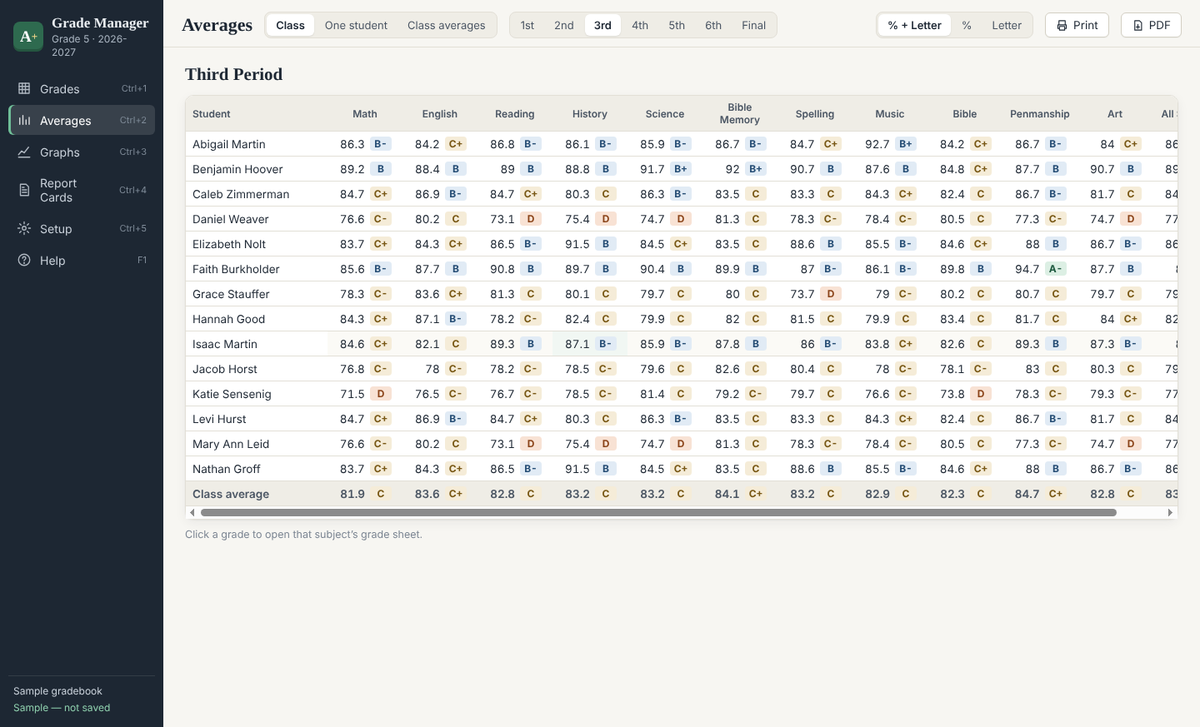 A+ Grade Manager
Grade 5 · 2026-
2027
Grades Ctrl+1
Averages Ctrl+2
Graphs Ctrl+3
Report
Cards Ctrl+4
Setup Ctrl+5
Help F1
Sample gradebook
Sample — not saved
Averages Class One student Class averages 1st 2nd 3rd 4th 5th 6th Final % + Letter % Letter Print PDF
Third Period
Student Math English Reading History Science Bible Memory Spelling Music Bible Penmanship Art All
Abigail Martin 86.3 B- 84.2 C+ 86.8 B- 86.1 B- 85.9 B- 86.7 B- 84.7 C+ 92.7 B+ 84.2 C+ 86.7 B- 84 C+ 86
Benjamin Hoover 89.2 B 88.4 B 89 B 88.8 B 91.7 B+ 92 B+ 90.7 B 87.6 B 84.8 C+ 87.7 B 90.7 B 89
Caleb Zimmerman 84.7 C+ 86.9 B- 84.7 C+ 80.3 C 86.3 B- 83.5 C 83.3 C 84.3 C+ 82.4 C 86.7 B- 81.7 C 84
Daniel Weaver 76.6 C- 80.2 C 73.1 D 75.4 D 74.7 D 81.3 C 78.3 C- 78.4 C- 80.5 C 77.3 C- 74.7 D 77
Elizabeth Nolt 83.7 C+ 84.3 C+ 86.5 B- 91.5 B 84.5 C+ 83.5 C 88.6 B 85.5 B- 84.6 C+ 88 B 86.7 B- 86
Faith Burkholder 85.6 B- 87.7 B 90.8 B 89.7 B 90.4 B 89.9 B 87 B- 86.1 B- 89.8 B 94.7 A- 87.7 B
Grace Stauffer 78.3 C- 83.6 C+ 81.3 C 80.1 C 79.7 C 80 C 73.7 D 79 C- 80.2 C 80.7 C 79.7 C 79
Hannah Good 84.3 C+ 87.1 B- 78.2 C- 82.4 C 79.9 C 82 C 81.5 C 79.9 C 83.4 C 81.7 C 84 C+ 82
Isaac Martin 84.6 C+ 82.1 C 89.3 B 87.1 B- 85.9 B- 87.8 B 86 B- 83.8 C+ 82.6 C 89.3 B 87.3 B-
Jacob Horst 76.8 C- 78 C- 78.2 C- 78.5 C- 79.6 C 82.6 C 80.4 C 78 C- 78.1 C- 83 C 80.3 C 79
Katie Sensenig 71.5 D 76.5 C- 76.7 C- 78.5 C- 81.4 C 79.2 C- 79.7 C 76.6 C- 73.8 D 78.3 C- 79.3 C- 77
Levi Hurst 84.7 C+ 86.9 B- 84.7 C+ 80.3 C 86.3 B- 83.5 C 83.3 C 84.3 C+ 82.4 C 86.7 B- 81.7 C 84
Mary Ann Leid 76.6 C- 80.2 C 73.1 D 75.4 D 74.7 D 81.3 C 78.3 C- 78.4 C- 80.5 C 77.3 C- 74.7 D 77
Nathan Groff 83.7 C+ 84.3 C+ 86.5 B- 91.5 B 84.5 C+ 83.5 C 88.6 B 85.5 B- 84.6 C+ 88 B 86.7 B- 86
Class average 81.9 C 83.6 C+ 82.8 C 83.2 C 83.2 C 84.1 C+ 83.2 C 82.9 C 82.3 C 84.7 C+ 82.8 C 83
Click a grade to open that subject’s grade sheet.